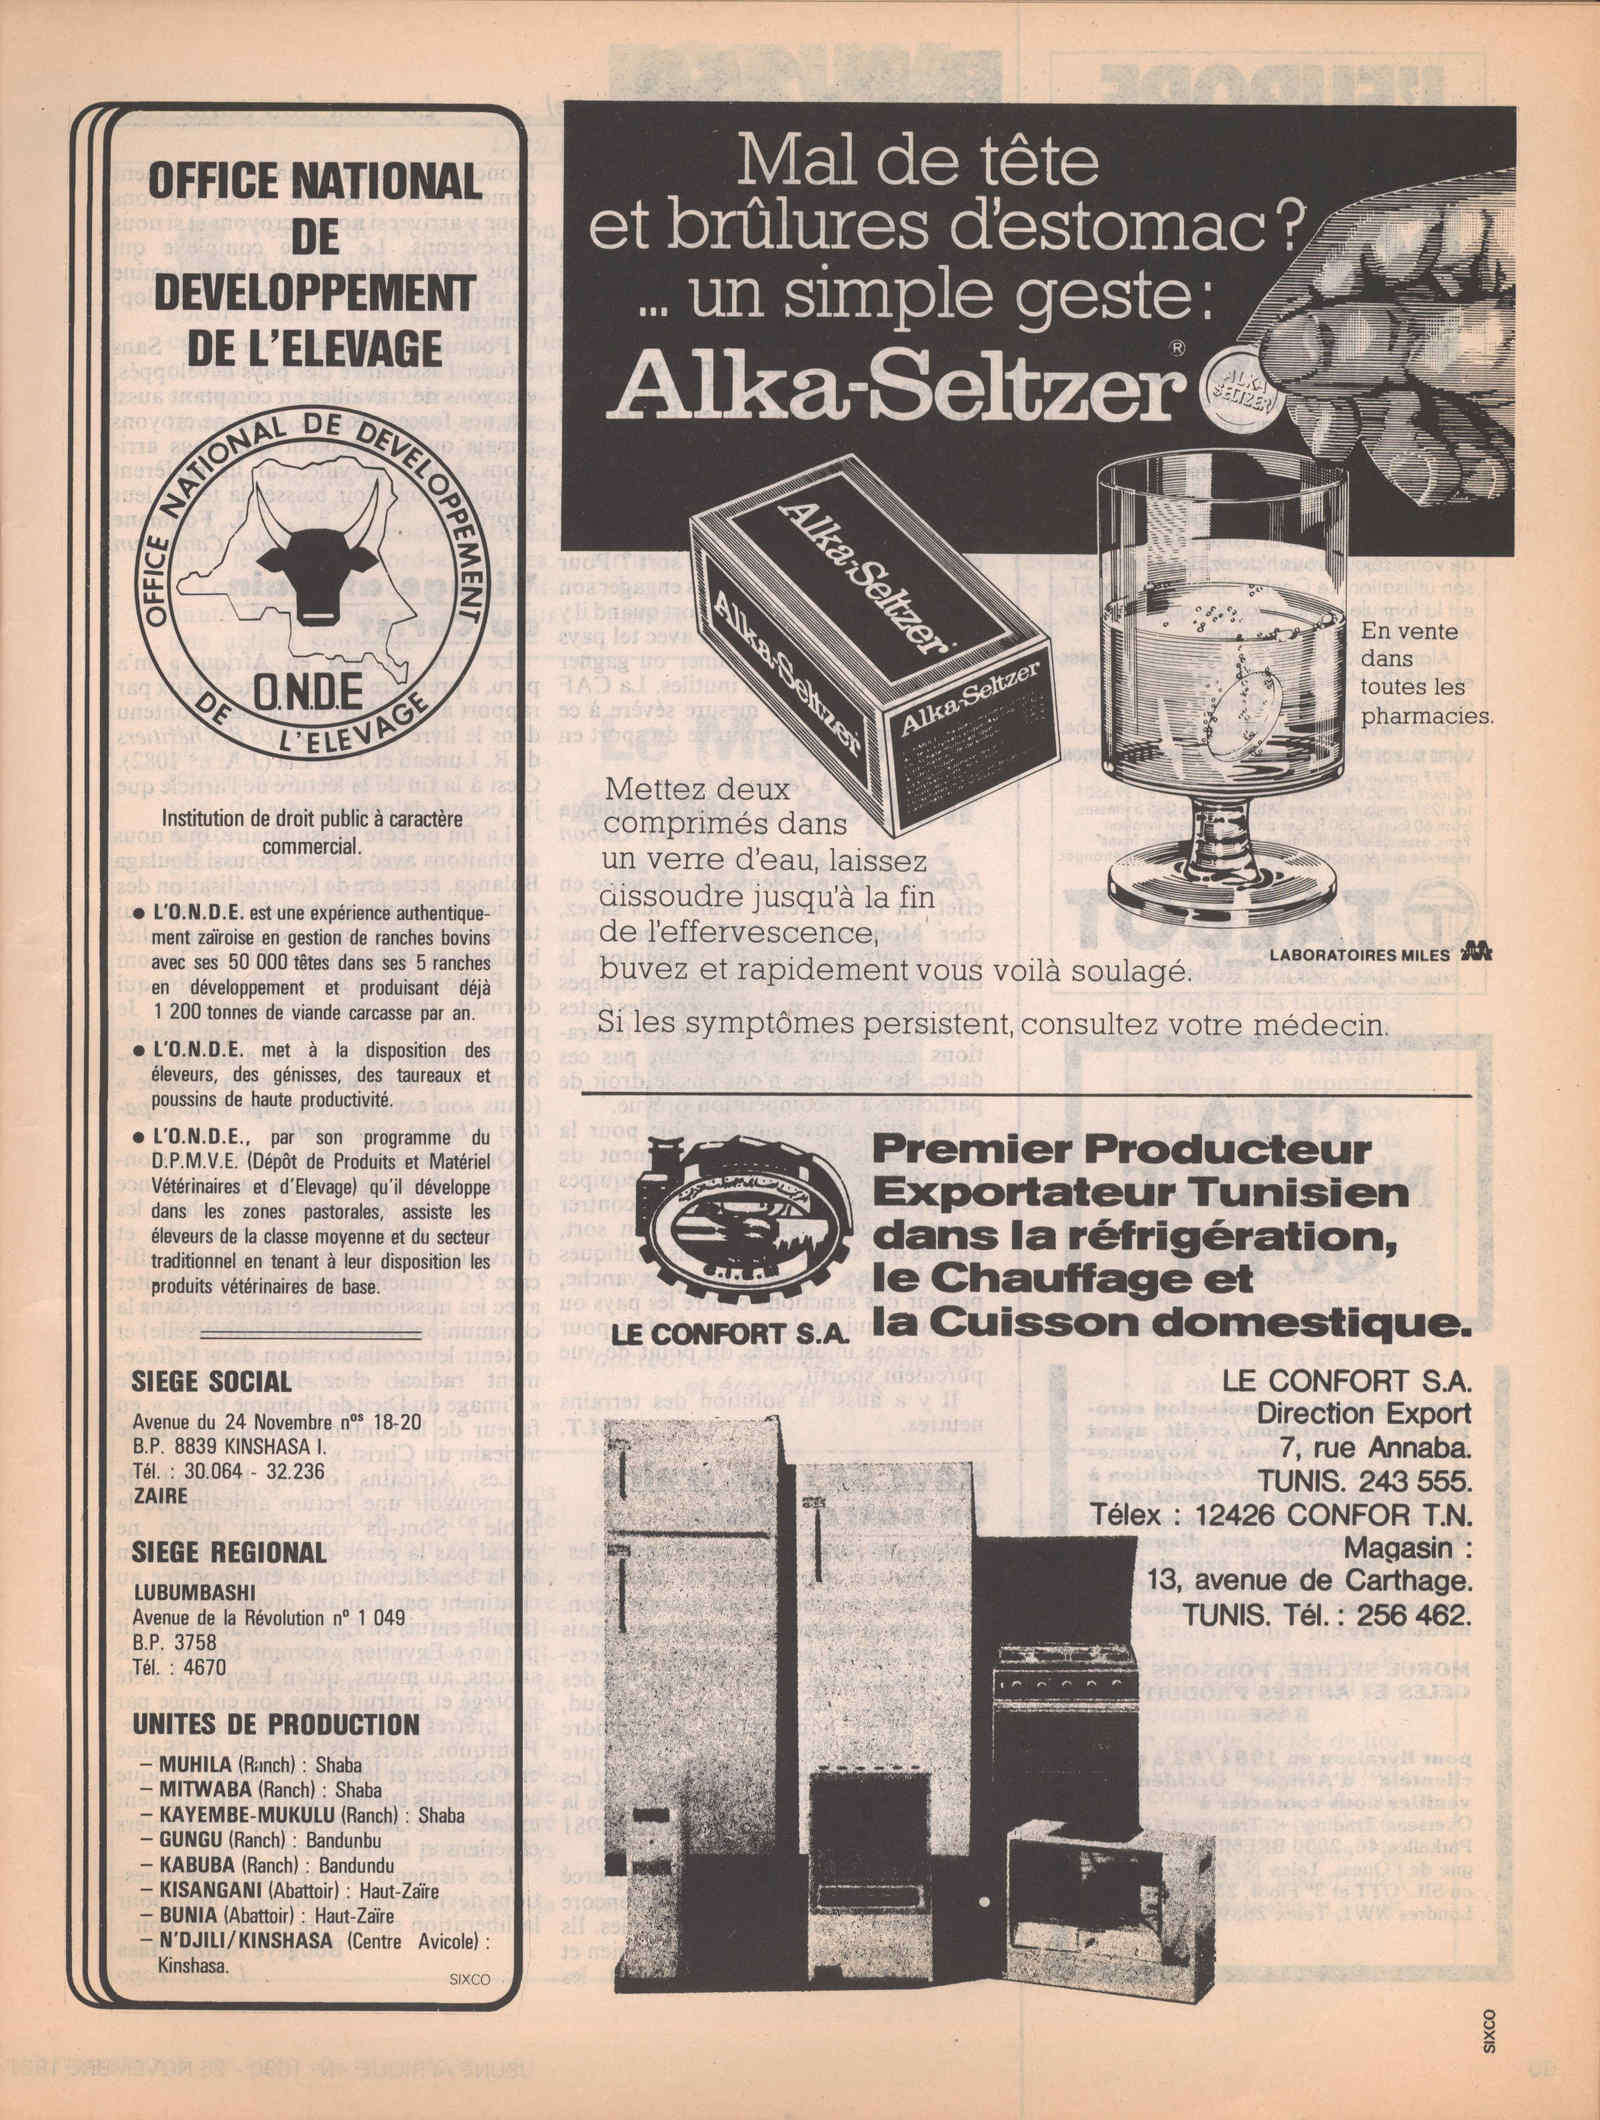 OFFICE NATIONAL
DE
DEVELOPPEMENT
DE L'ELEVAGE
OFFICE NATIONAL DE DEVELOPPEMENT
DE L'ELEVAGE
O.N.D.E
Institution de droit public à caractère
commercial.
● L'O.N.D.E. est une expérience authentique-
ment zaïroise en gestion de ranches bovins
avec ses 50 000 têtes dans ses 5 ranches
en développement et produisant déjà
1 200 tonnes de viande carcasse par an.
● L'O.N.D.E. met à la disposition des
éleveurs, des génisses, des taureaux et
poussins de haute productivité.
● L'O.N.D.E., par son programme du
D.P.M.V.E. (Dépôt de Produits et Matériel
Vétérinaires et d'Elevage) qu'il développe
dans les zones pastorales, assiste les
éleveurs de la classe moyenne et du secteur
traditionnel en tenant à leur disposition les
produits vétérinaires de base.
SIEGE SOCIAL
Avenue du 24 Novembre nos 18-20
B.P. 8839 KINSHASA I.
Tél. : 30.064 - 32.236
ZAIRE
SIEGE REGIONAL
LUBUMBASHI
Avenue de la Révolution n° 1 049
B.P. 3758
Tél. : 4670
UNITES DE PRODUCTION
– MUHILA (Ranch) : Shaba
– MITWABA (Ranch) : Shaba
– KAYEMBE-MUKULU (Ranch) : Shaba
– GUNGU (Ranch) : Bandunbu
– KABUBA (Ranch) : Bandundu
– KISANGANI (Abattoir) : Haut-Zaïre
– BUNIA (Abattoir) : Haut-Zaïre
– N'DJILI/KINSHASA (Centre Avicole) :
Kinshasa.
SIXCO
Mal de tête
et brûlures d'estomac?
... un simple geste:
Alka-Seltzer®
ALKA
SELTZER
Alka-Seltzer
Alka-Seltzer
Alka-Seltzer
En vente
dans
toutes les
pharmacies.
Mettez deux
comprimés dans
un verre d'eau, laissez
dissoudre jusqu'à la fin
de l'effervescence,
buvez et rapidement vous voilà soulagé.
LABORATOIRES MILES
Si les symptômes persistent, consultez votre médecin.
LE CONFORT S.A.
Premier Producteur
Exportateur Tunisien
dans la réfrigération,
le Chauffage et
la Cuisson domestique.
LE CONFORT S.A.
Direction Export
7, rue Annaba.
TUNIS. 243 555.
Télex : 12426 CONFOR T.N.
Magasin :
13, avenue de Carthage.
TUNIS. Tél. : 256 462.
SIXCO